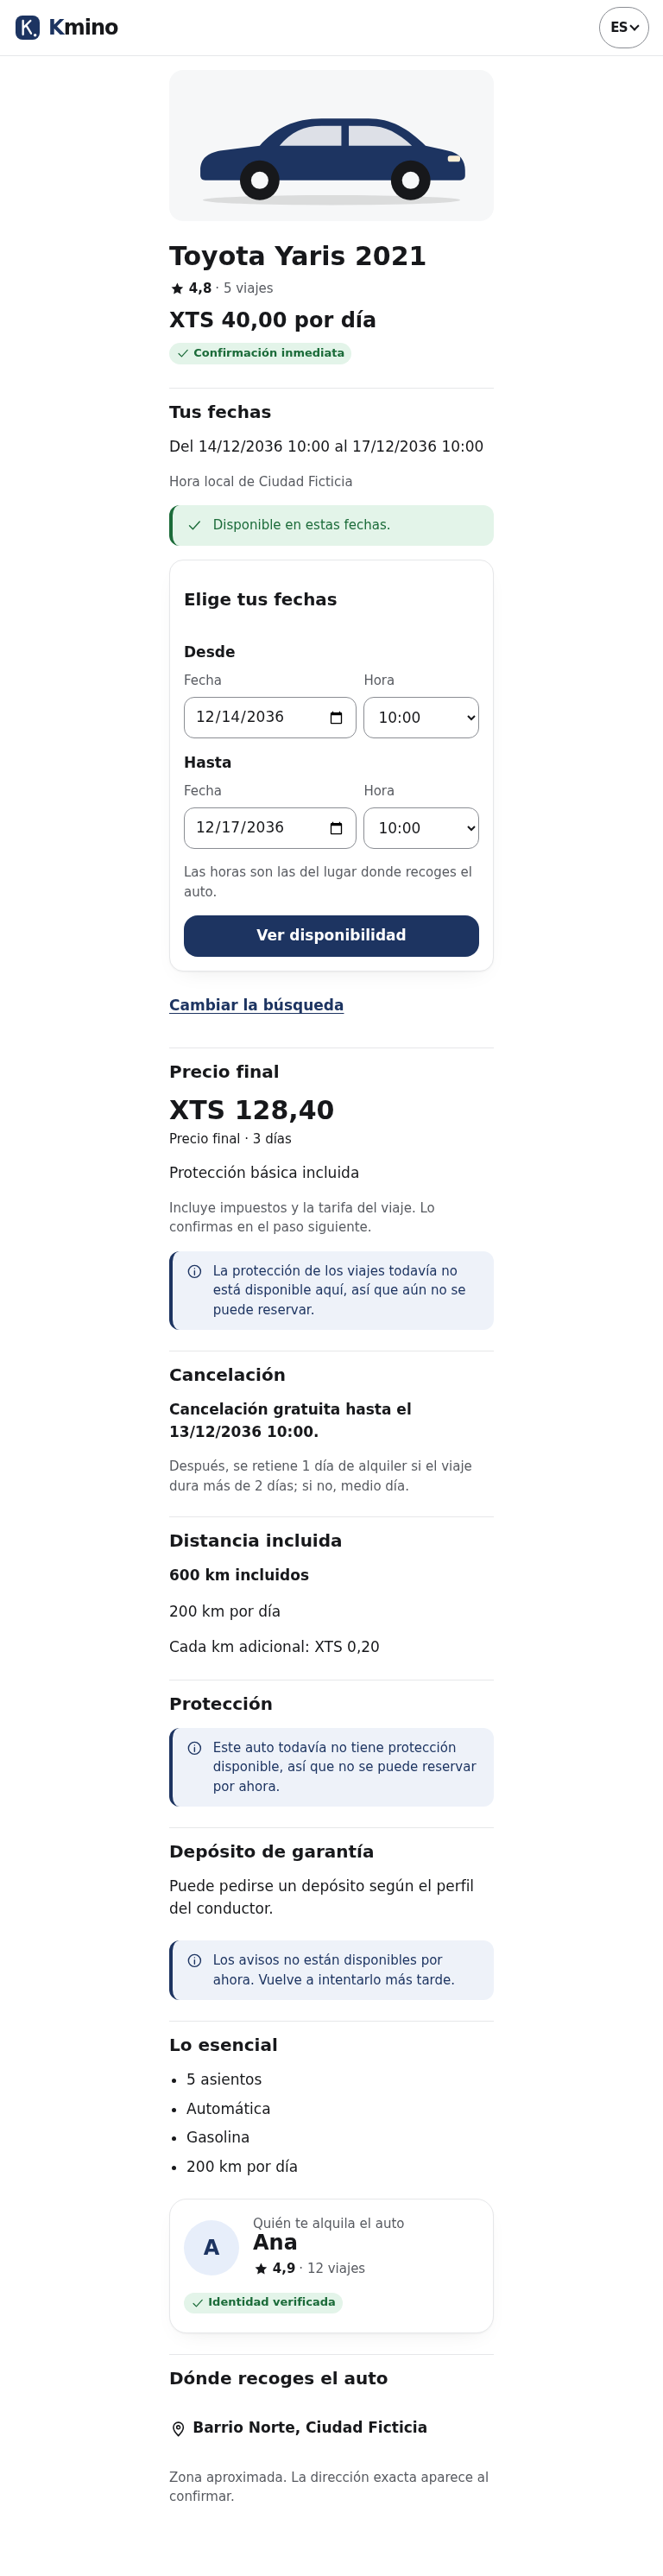 K. Kmino
ES
Toyota Yaris 2021
★ 4,8 · 5 viajes
XTS 40,00 por día
Confirmación inmediata
Tus fechas
Del 14/12/2036 10:00 al 17/12/2036 10:00
Hora local de Ciudad Ficticia
Disponible en estas fechas.
Elige tus fechas
Desde
Fecha Hora
12/14/2036 10:00
Hasta
Fecha Hora
12/17/2036 10:00
Las horas son las del lugar donde recoges el
auto.
Ver disponibilidad
Cambiar la búsqueda
Precio final
XTS 128,40
Precio final · 3 días
Protección básica incluida
Incluye impuestos y la tarifa del viaje. Lo
confirmas en el paso siguiente.
La protección de los viajes todavía no
está disponible aquí, así que aún no se
puede reservar.
Cancelación
Cancelación gratuita hasta el
13/12/2036 10:00.
Después, se retiene 1 día de alquiler si el viaje
dura más de 2 días; si no, medio día.
Distancia incluida
600 km incluidos
200 km por día
Cada km adicional: XTS 0,20
Protección
Este auto todavía no tiene protección
disponible, así que no se puede reservar
por ahora.
Depósito de garantía
Puede pedirse un depósito según el perfil
del conductor.
Los avisos no están disponibles por
ahora. Vuelve a intentarlo más tarde.
Lo esencial
• 5 asientos
• Automática
• Gasolina
• 200 km por día
A
Quién te alquila el auto
Ana
★ 4,9 · 12 viajes
Identidad verificada
Dónde recoges el auto
Barrio Norte, Ciudad Ficticia
Zona aproximada. La dirección exacta aparece al
confirmar.